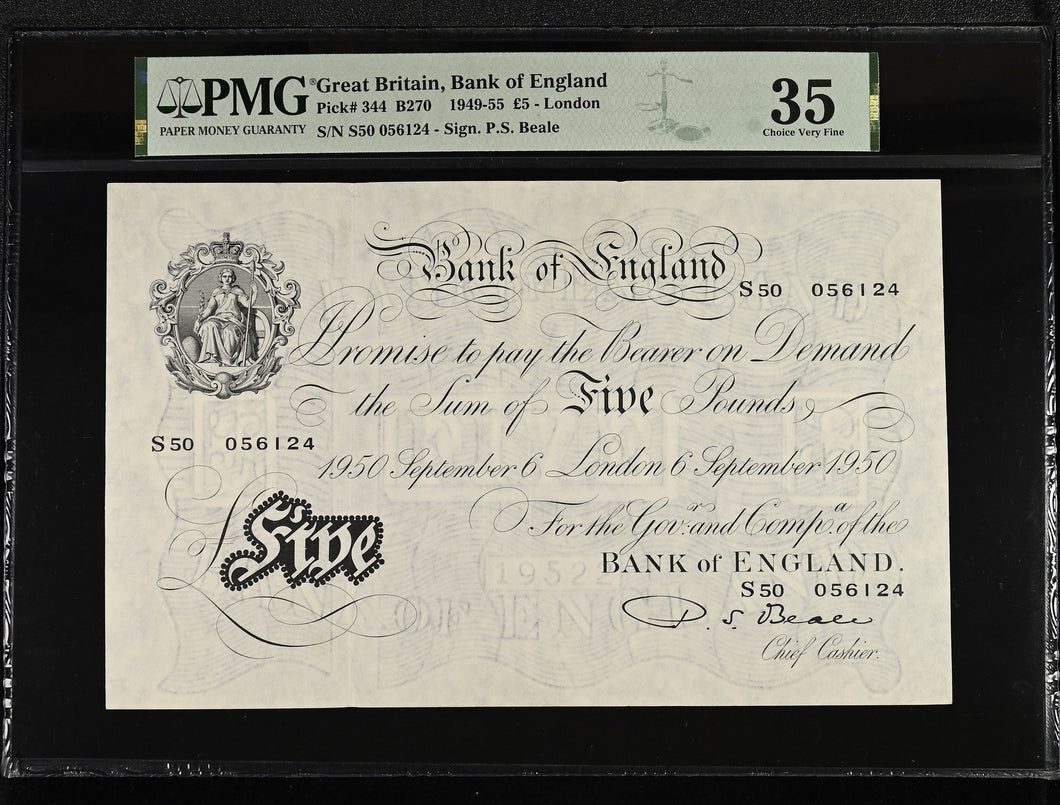 PMG® Great Britain, Bank of England
PAPER MONEY GUARANTY
Pick# 344 B270 1949-55 £5 - London
S/N S50 056124 - Sign. P.S. Beale
35
Choice Very Fine
Bank of England
S50 056124
I Promise to pay the Bearer on Demand
the Sum of Five Pounds
S50 056124
1950 September 6 London 6 September 1950
For the Govr. and Compa. of the
BANK of ENGLAND.
£Five
S50 056124
P. S. Beale
Chief Cashier.